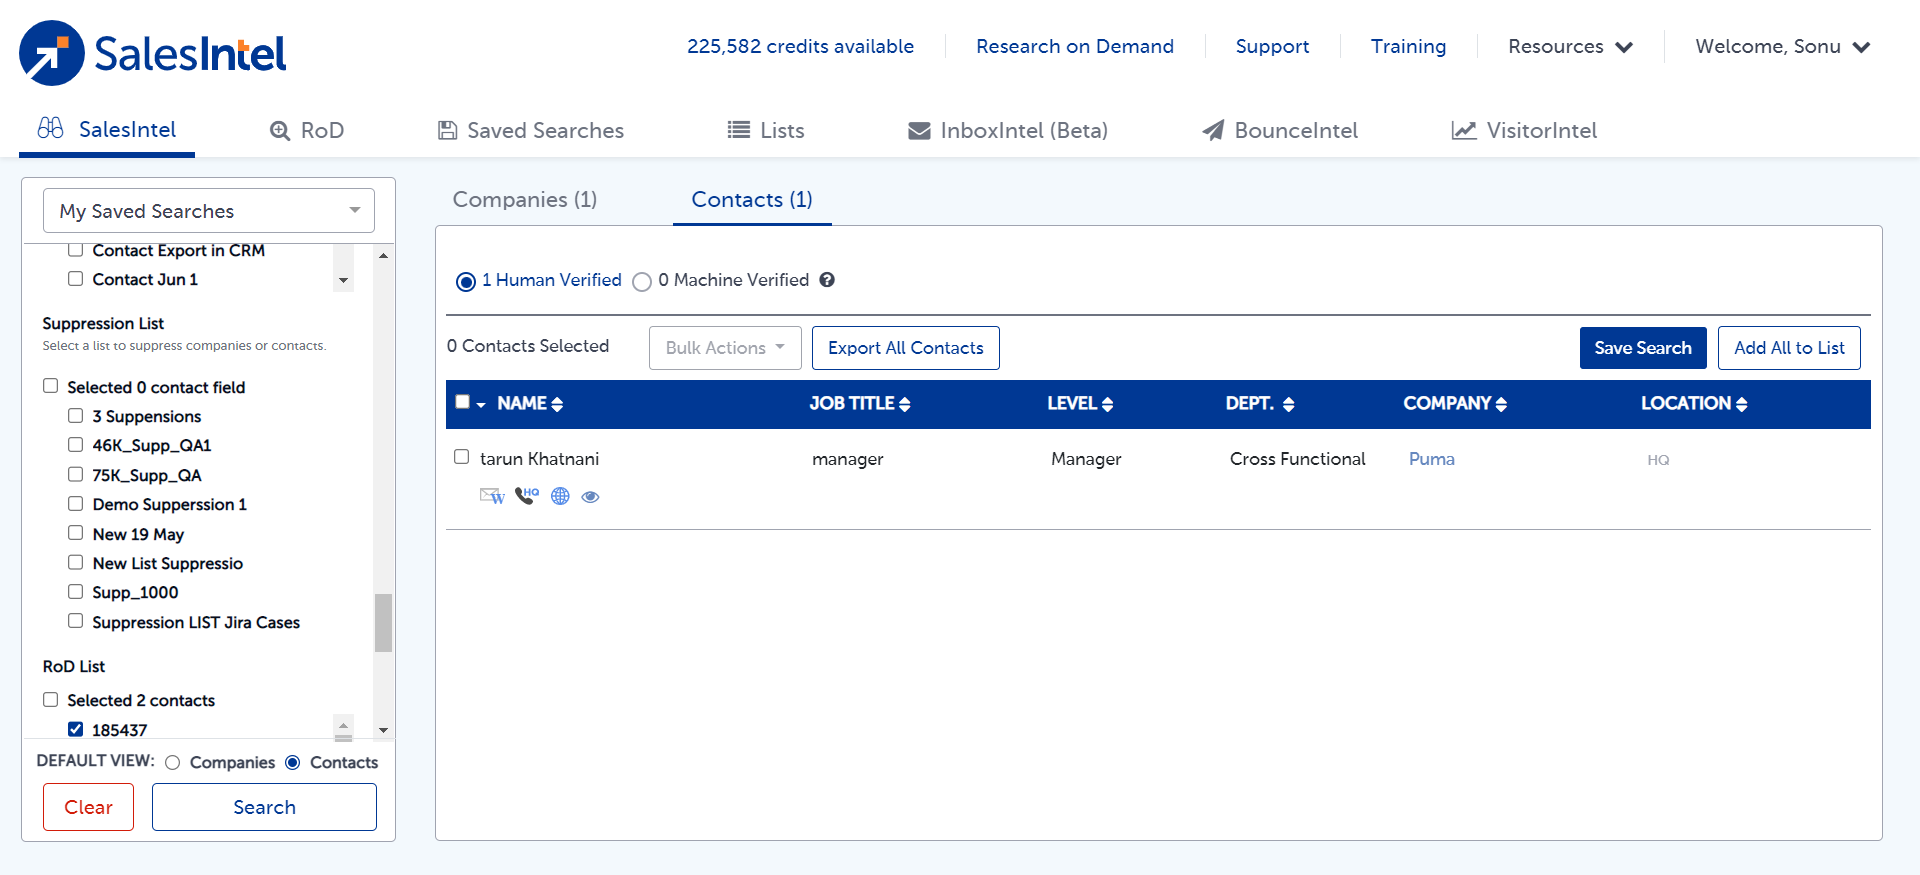 SalesIntel
225,582 credits available
Research on Demand
Support
Training
Resources
Welcome, Sonu
SalesIntel
RoD
Saved Searches
Lists
InboxIntel (Beta)
BounceIntel
VisitorIntel
My Saved Searches
Contact Export in CRM
Contact Jun 1
Suppression List
Select a list to suppress companies or contacts.
Selected 0 contact field
3 Suppensions
46K_Supp_QA1
75K_Supp_QA
Demo Supperssion 1
New 19 May
New List Suppressio
Supp_1000
Suppression LIST Jira Cases
RoD List
Selected 2 contacts
185437
DEFAULT VIEW: Companies Contacts
Clear
Search
Companies (1)
Contacts (1)
1 Human Verified
0 Machine Verified ?
0 Contacts Selected
Bulk Actions
Export All Contacts
Save Search
Add All to List
NAME JOB TITLE LEVEL DEPT. COMPANY LOCATION
tarun Khatnani manager Manager Cross Functional Puma HQ
W HQ